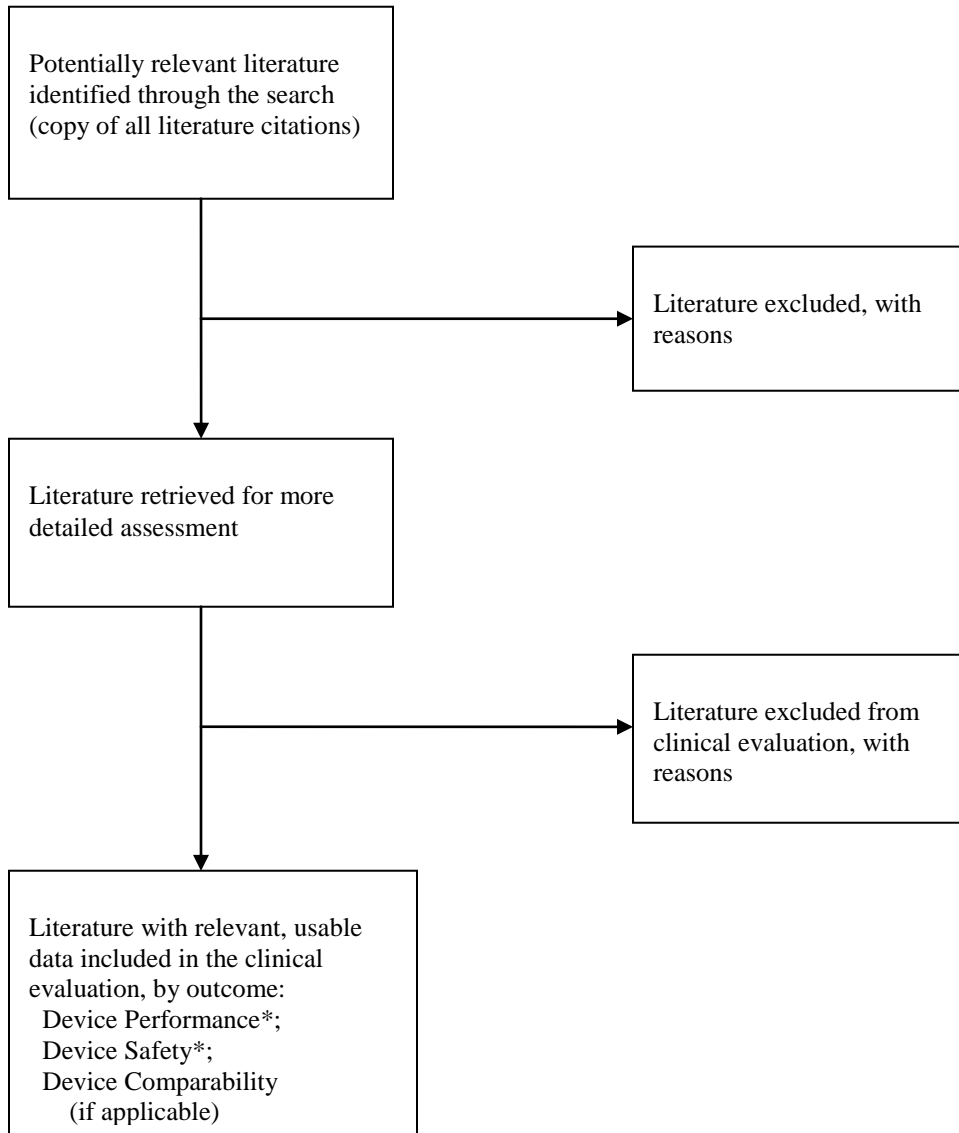 Potentially relevant literature
identified through the search
(copy of all literature citations)
Literature excluded, with
reasons
Literature retrieved for more
detailed assessment
Literature excluded from
clinical evaluation, with
reasons
Literature with relevant, usable
data included in the clinical
evaluation, by outcome:
Device Performance*;
Device Safety*;
Device Comparability
(if applicable)